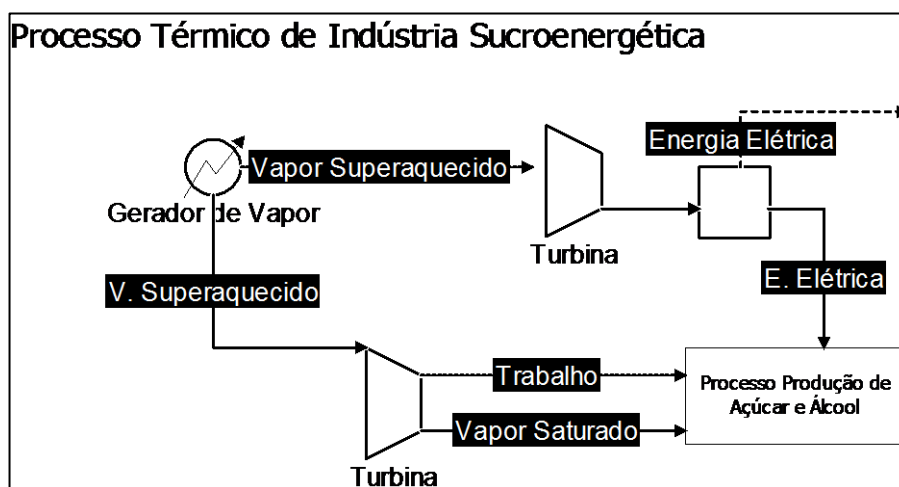 Processo Térmico de Indústria Sucroenergética
Energia Elétrica
Vapor Superaquecido
Gerador de Vapor
Turbina
V. Superaquecido
E. Elétrica
Trabalho
Processo Produção de
Açúcar e Álcool
Vapor Saturado
Turbina